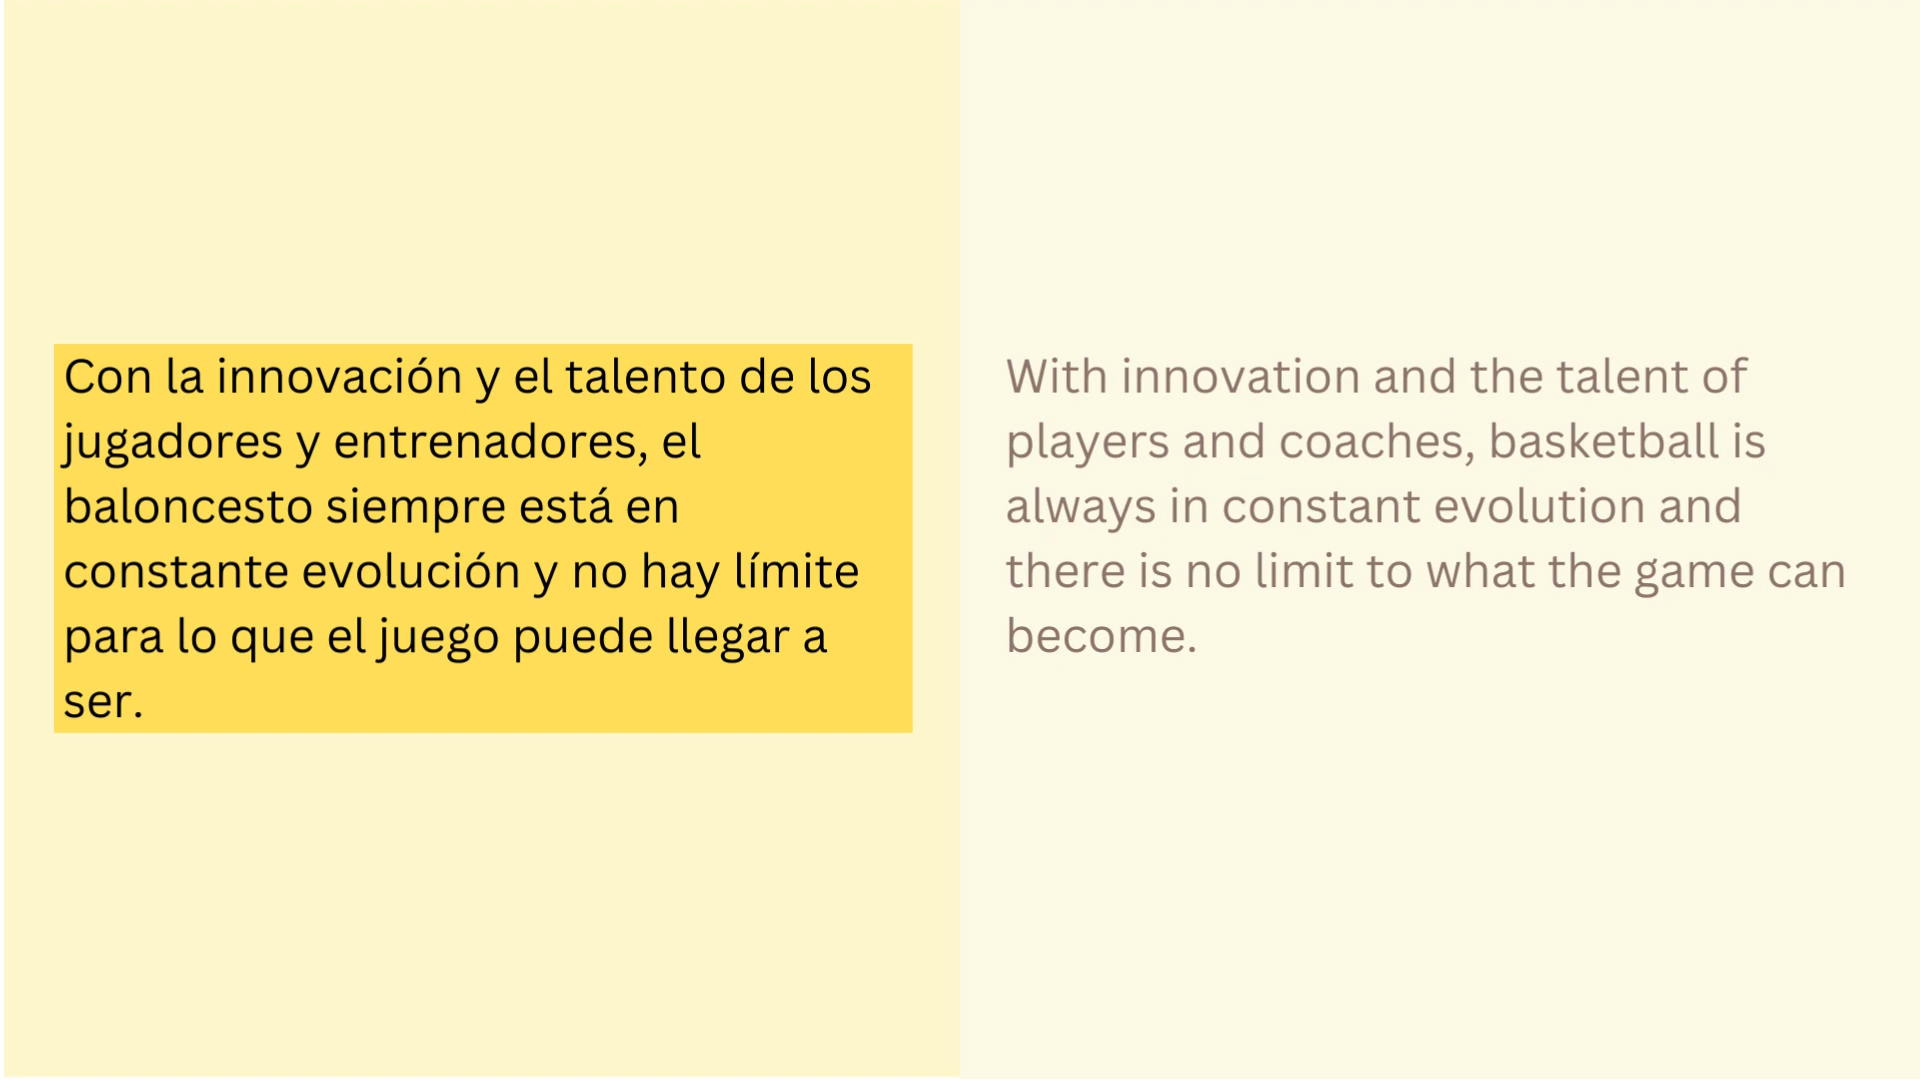 Con la innovación y el talento de los
jugadores y entrenadores, el
baloncesto siempre está en
constante evolución y no hay límite
para lo que el juego puede llegar a
ser.
With innovation and the talent of
players and coaches, basketball is
always in constant evolution and
there is no limit to what the game can
become.